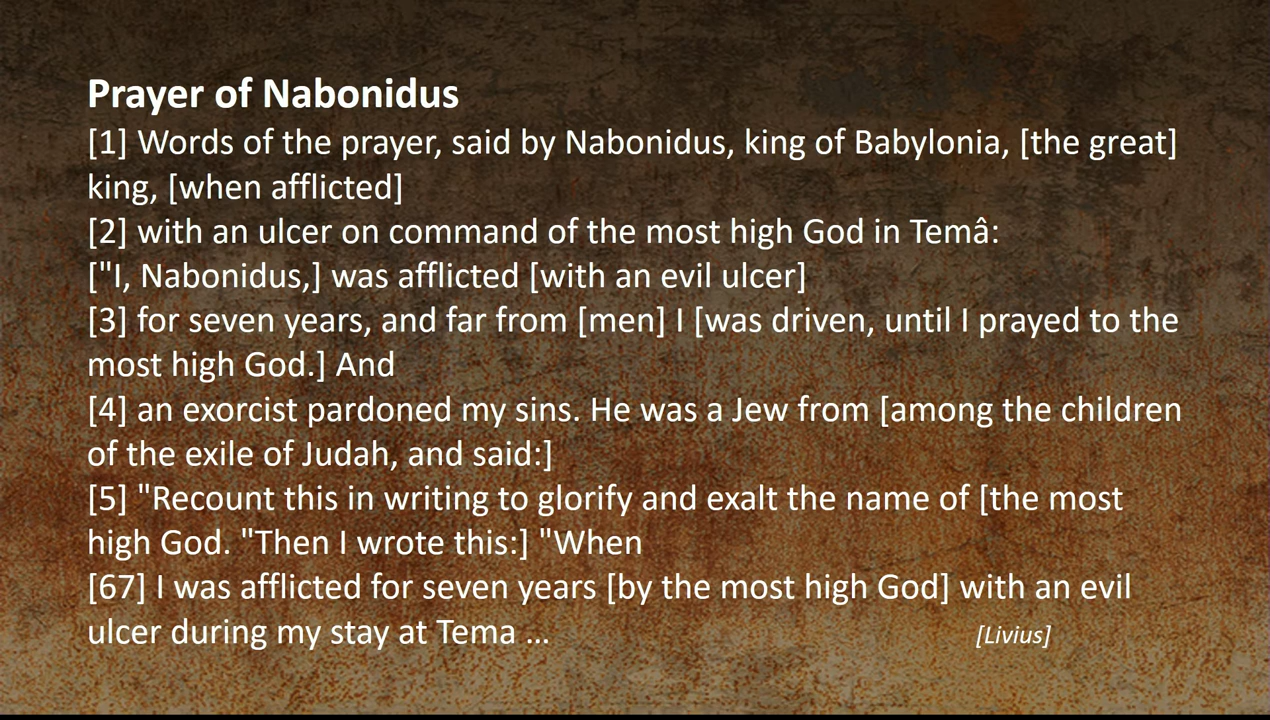 Prayer of Nabonidus
[1] Words of the prayer, said by Nabonidus, king of Babylonia, [the great]
king, [when afflicted]
[2] with an ulcer on command of the most high God in Temâ:
["I, Nabonidus,] was afflicted [with an evil ulcer]
[3] for seven years, and far from [men] I [was driven, until I prayed to the
most high God.] And
[4] an exorcist pardoned my sins. He was a Jew from [among the children
of the exile of Judah, and said:]
[5] "Recount this in writing to glorify and exalt the name of [the most
high God. "Then I wrote this:] "When
[67] I was afflicted for seven years [by the most high God] with an evil
ulcer during my stay at Tema ... [Livius]